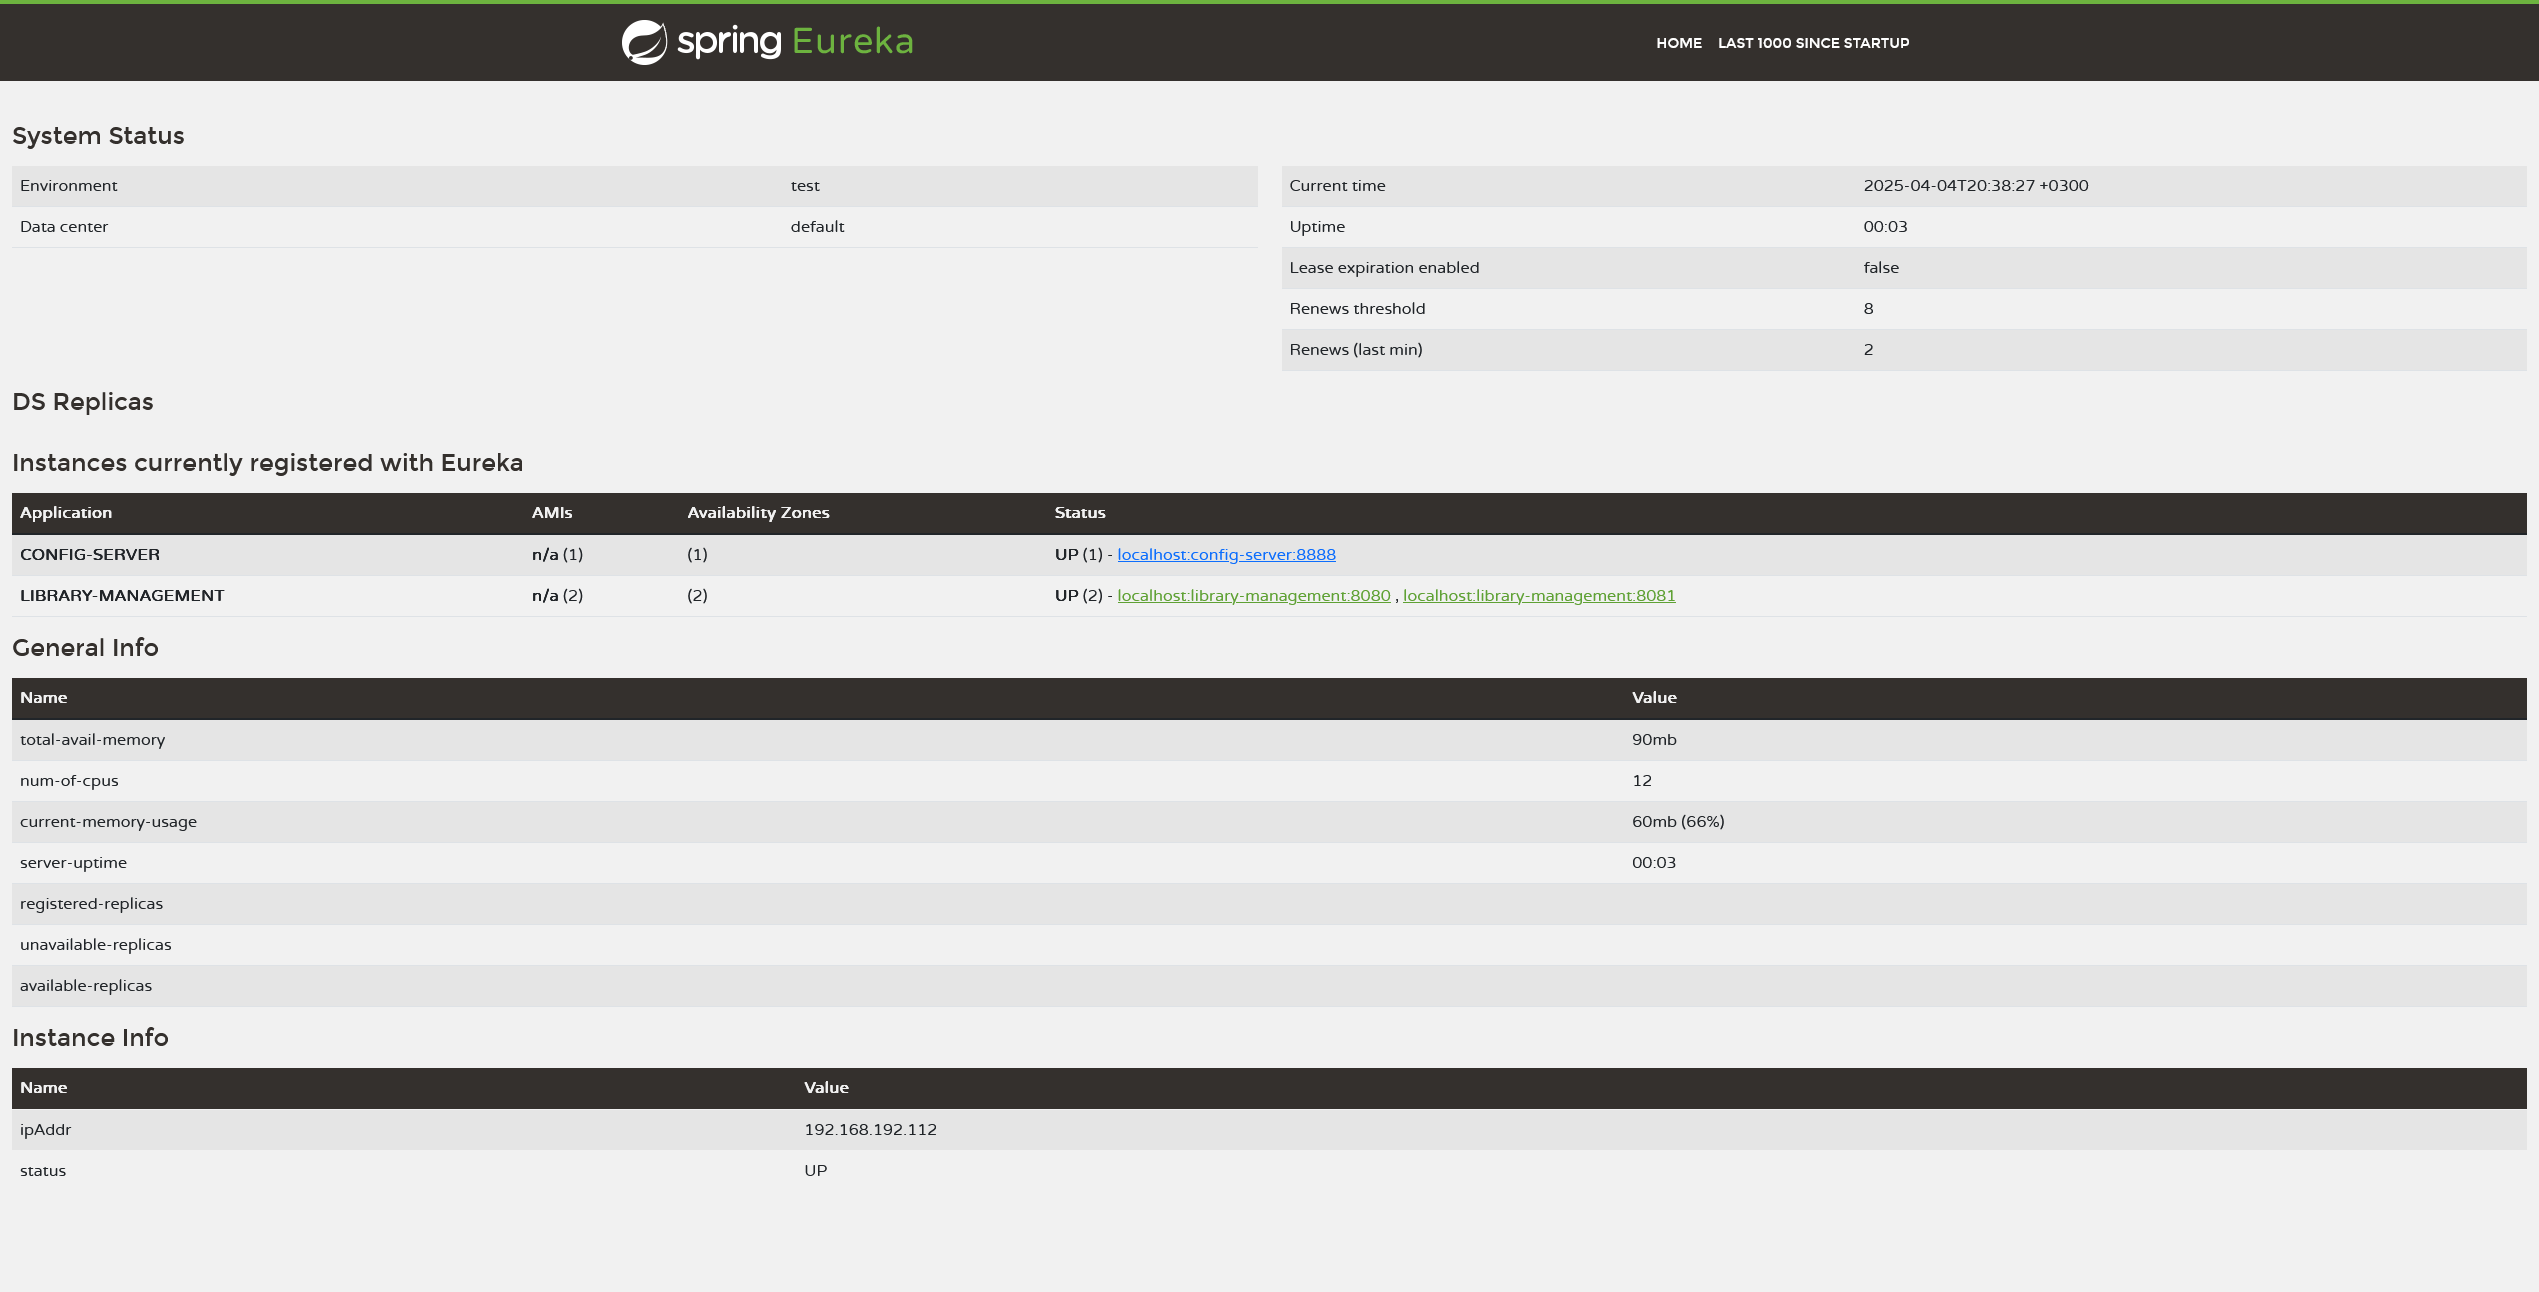 spring Eureka
HOME LAST 1000 SINCE STARTUP
System Status
Environment test
Data center default
Current time 2025-04-04T20:38:27 +0300
Uptime 00:03
Lease expiration enabled false
Renews threshold 8
Renews (last min) 2
DS Replicas
Instances currently registered with Eureka
Application AMIs Availability Zones Status
CONFIG-SERVER n/a (1) (1) UP (1) - localhost:config-server:8888
LIBRARY-MANAGEMENT n/a (2) (2) UP (2) - localhost:library-management:8080 , localhost:library-management:8081
General Info
Name Value
total-avail-memory 90mb
num-of-cpus 12
current-memory-usage 60mb (66%)
server-uptime 00:03
registered-replicas
unavailable-replicas
available-replicas
Instance Info
Name Value
ipAddr 192.168.192.112
status UP